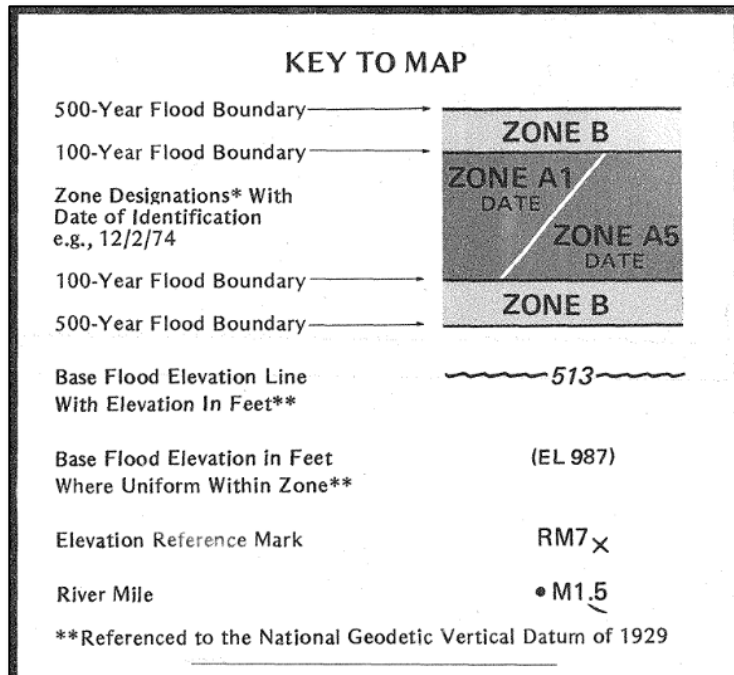 KEY TO MAP
500-Year Flood Boundary
ZONE B
100-Year Flood Boundary
ZONE A1
DATE
Zone Designations* With
Date of Identification
e.g., 12/2/74
ZONE A5
DATE
100-Year Flood Boundary
ZONE B
500-Year Flood Boundary
Base Flood Elevation Line
With Elevation In Feet**
513
Base Flood Elevation in Feet
Where Uniform Within Zone**
(EL 987)
Elevation Reference Mark
RM7×
River Mile
•M1.5
**Referenced to the National Geodetic Vertical Datum of 1929